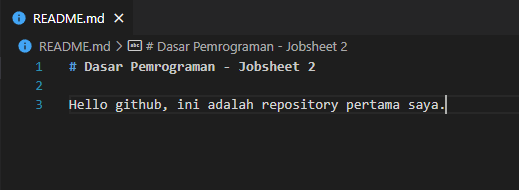 README.md
README.md > # Dasar Pemrograman - Jobsheet 2
1 # Dasar Pemrograman - Jobsheet 2
2
3 Hello github, ini adalah repository pertama saya.